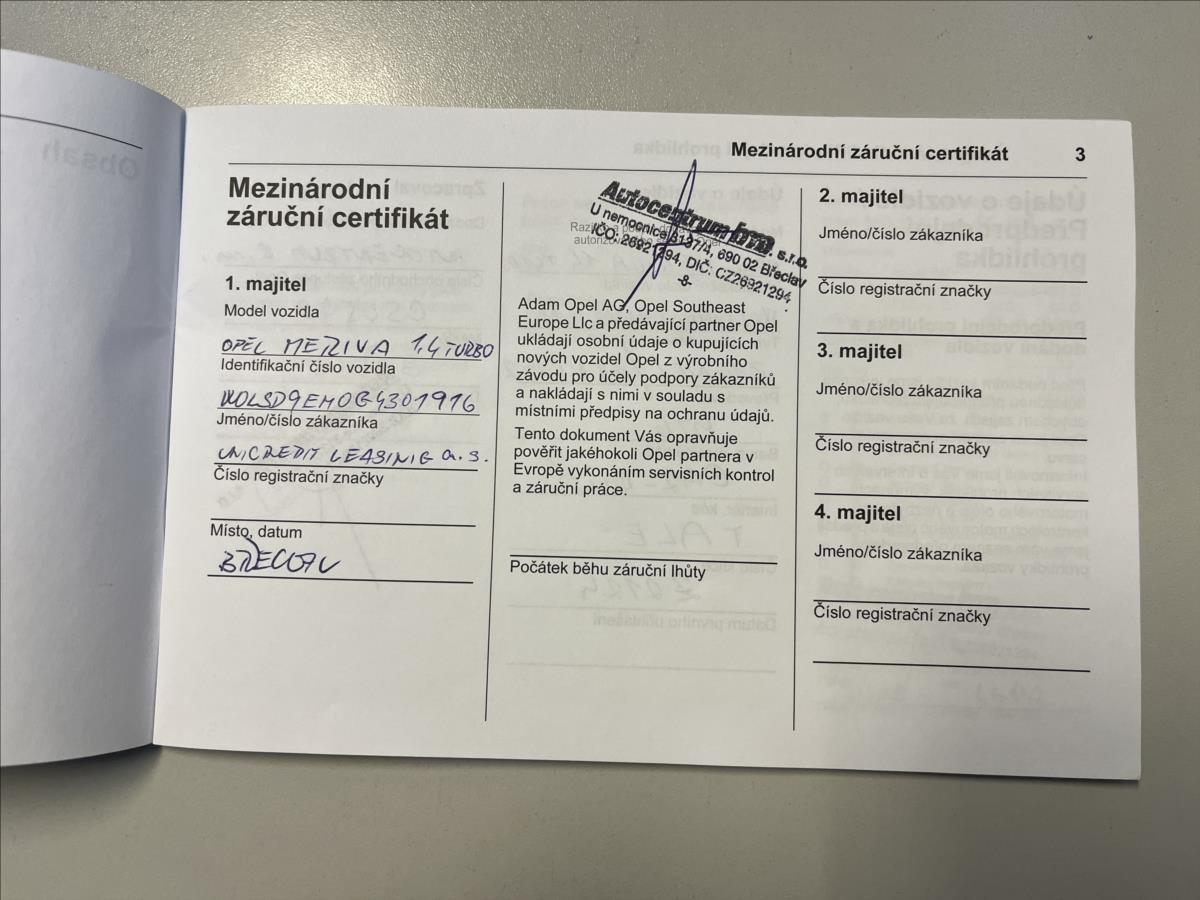 Obsah
Mezinárodní záruční certifikát 3
Mezinárodní
záruční certifikát
1. majitel
Model vozidla
OPEL MERIVA 1,4 TURBO
Identifikační číslo vozidla
W0LSD9EM0G4301916
Jméno/číslo zákazníka
UNICREDIT LEASING a.s.
Číslo registrační značky
Místo, datum
BŘECLAV
Autocentrum bma, s.r.o.
U nemocnice 3197/4, 690 02 Břeclav
IČO: 26921294, DIČ: CZ26921294
-8-
Adam Opel AG, Opel Southeast
Europe Llc a předávající partner Opel
ukládají osobní údaje o kupujících
nových vozidel Opel z výrobního
závodu pro účely podpory zákazníků
a nakládají s nimi v souladu s
místními předpisy na ochranu údajů.
Tento dokument Vás opravňuje
pověřit jakéhokoli Opel partnera v
Evropě vykonáním servisních kontrol
a záruční práce.
Počátek běhu záruční lhůty
2. majitel
Jméno/číslo zákazníka
Číslo registrační značky
3. majitel
Jméno/číslo zákazníka
Číslo registrační značky
4. majitel
Jméno/číslo zákazníka
Číslo registrační značky